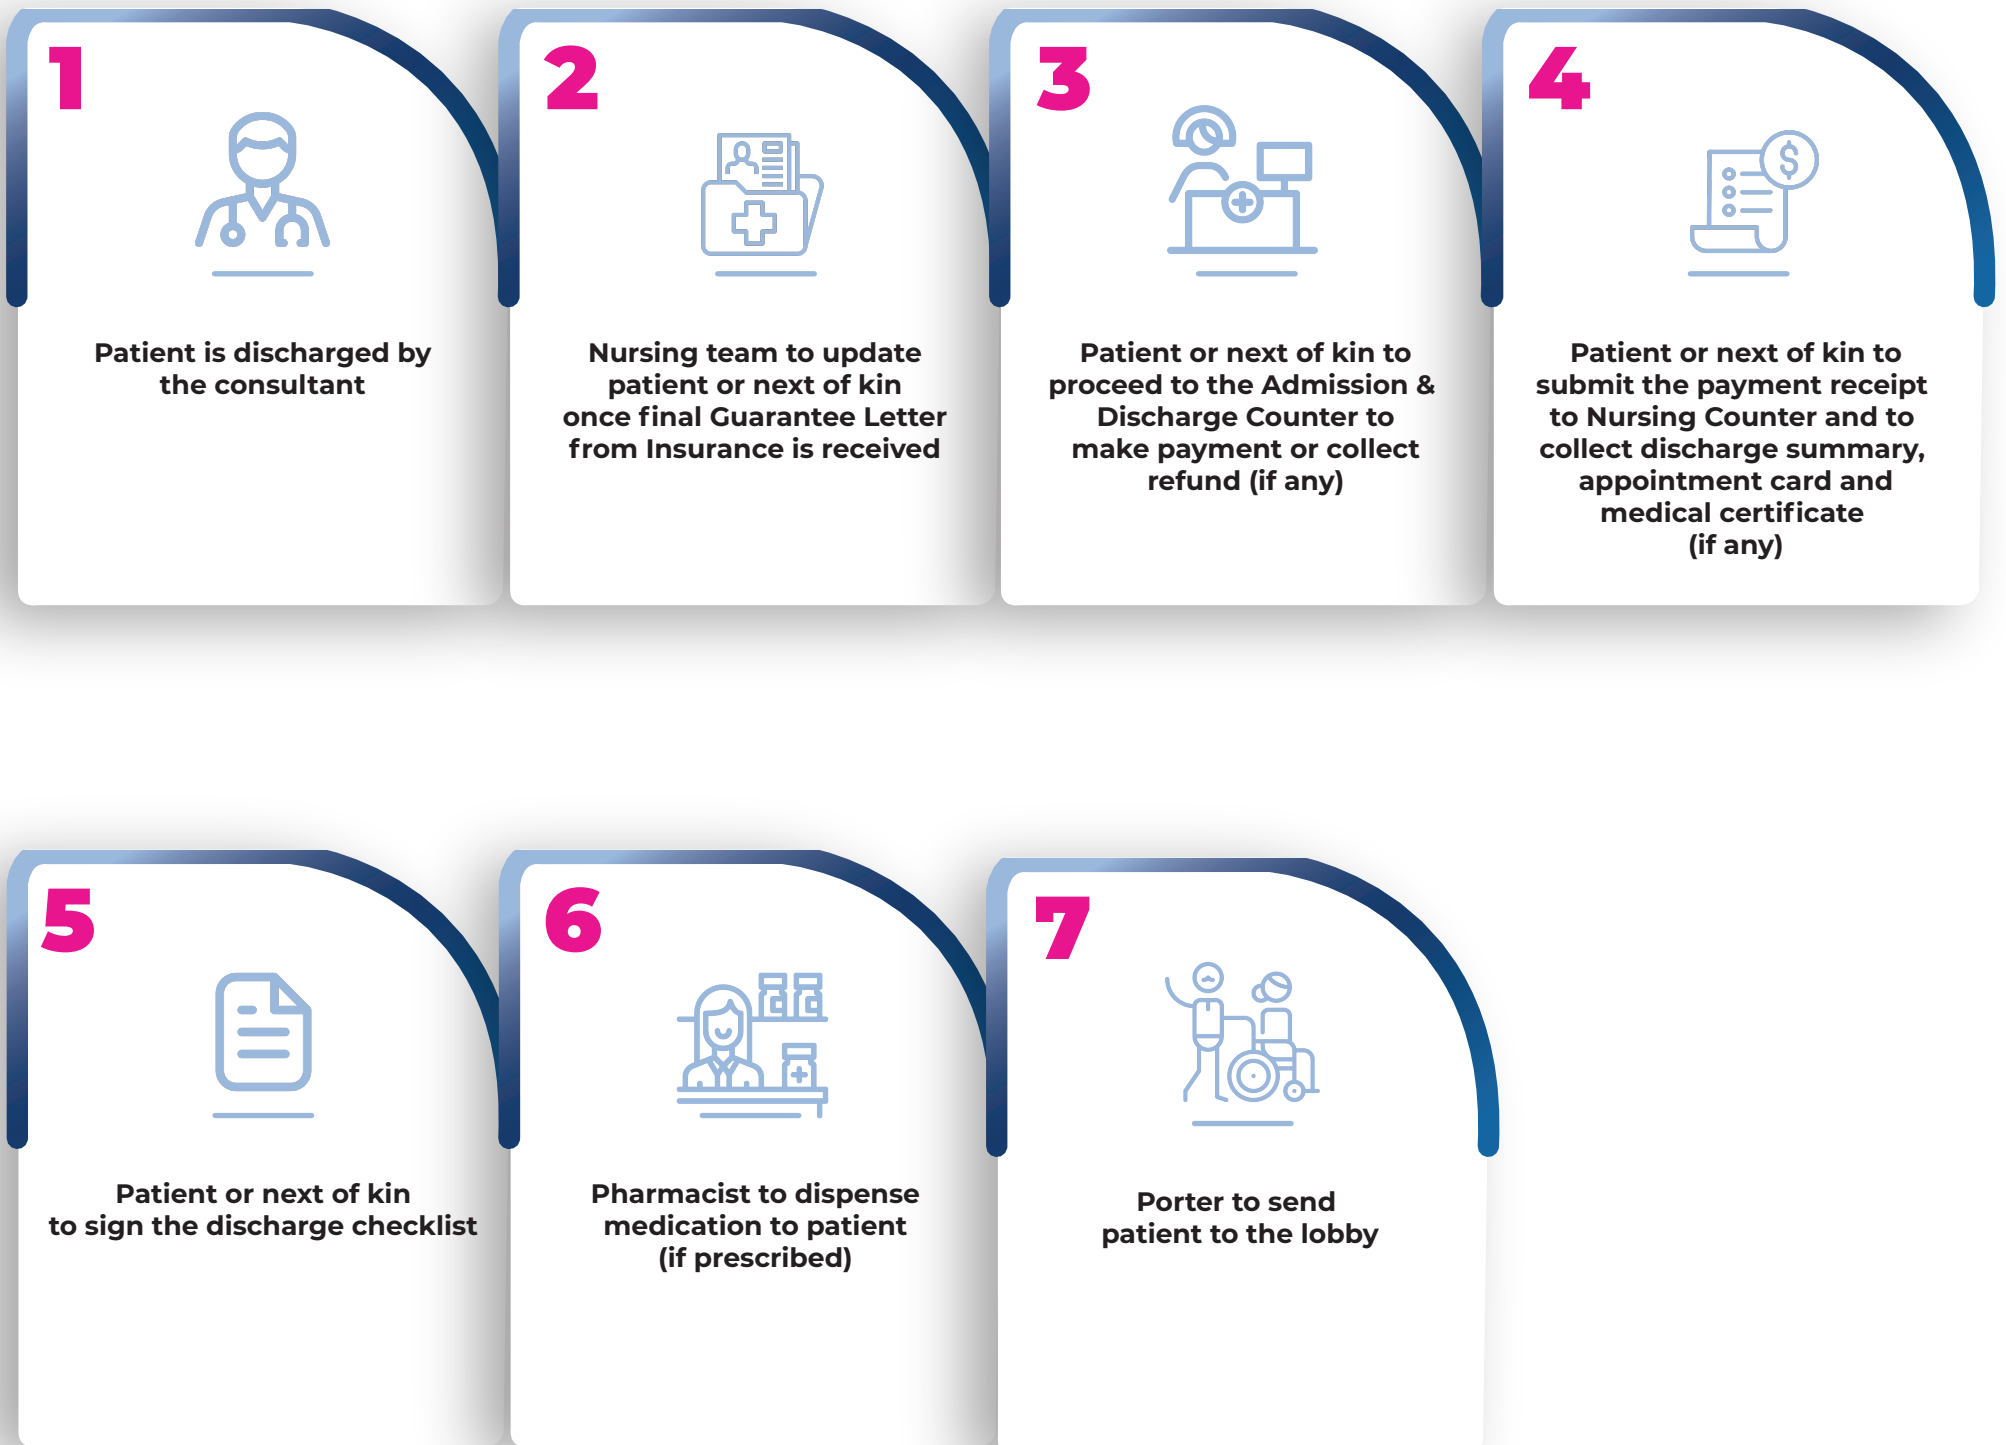 1
Patient is discharged by
the consultant
2
Nursing team to update
patient or next of kin
once final Guarantee Letter
from Insurance is received
3
Patient or next of kin to
proceed to the Admission &
Discharge Counter to
make payment or collect
refund (if any)
4
$
Patient or next of kin to
submit the payment receipt
to Nursing Counter and to
collect discharge summary,
appointment card and
medical certificate
(if any)
5
Patient or next of kin
to sign the discharge checklist
6
Pharmacist to dispense
medication to patient
(if prescribed)
7
Porter to send
patient to the lobby